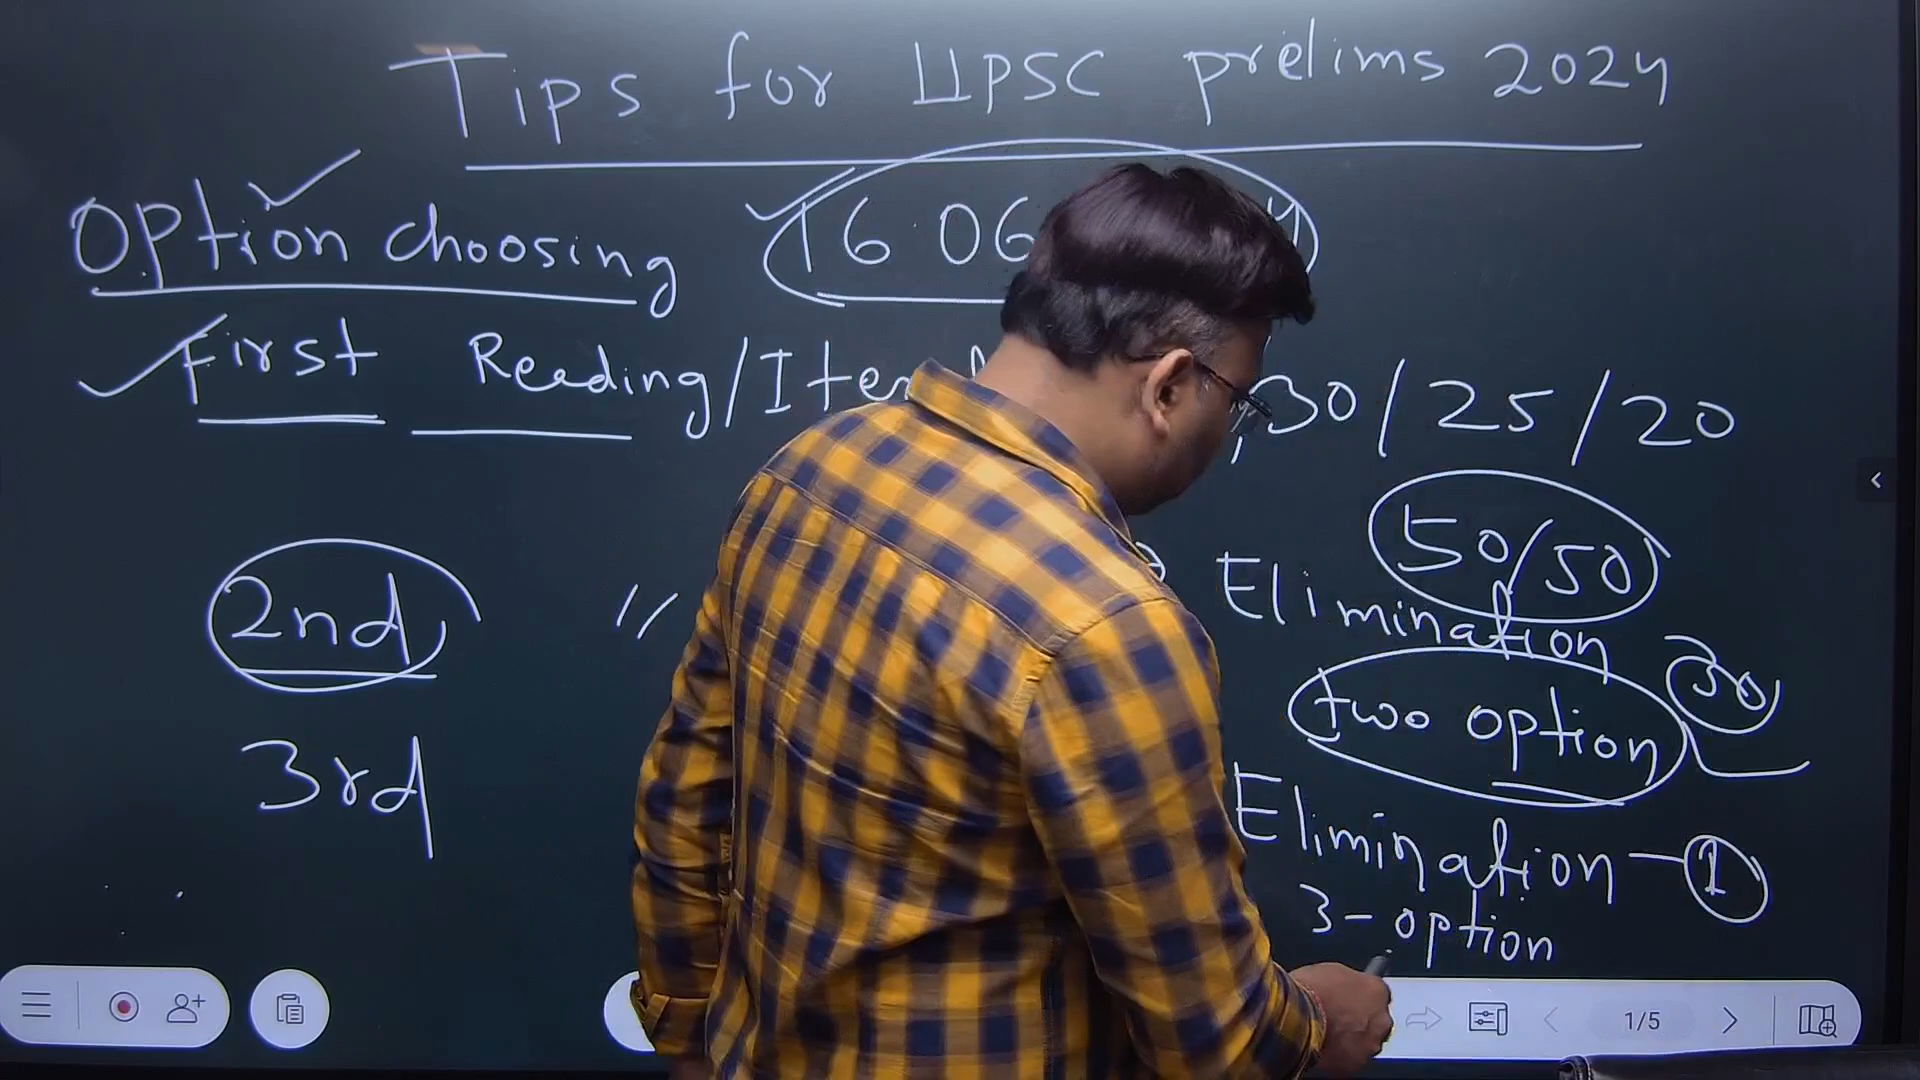 Tips for UPSC prelims 2024
Option choosing 16.06
First Reading/Ite 30/25/20
50/50
2nd // Elimination
30
two option
3rd
Elimination - 1
3-option
1/5